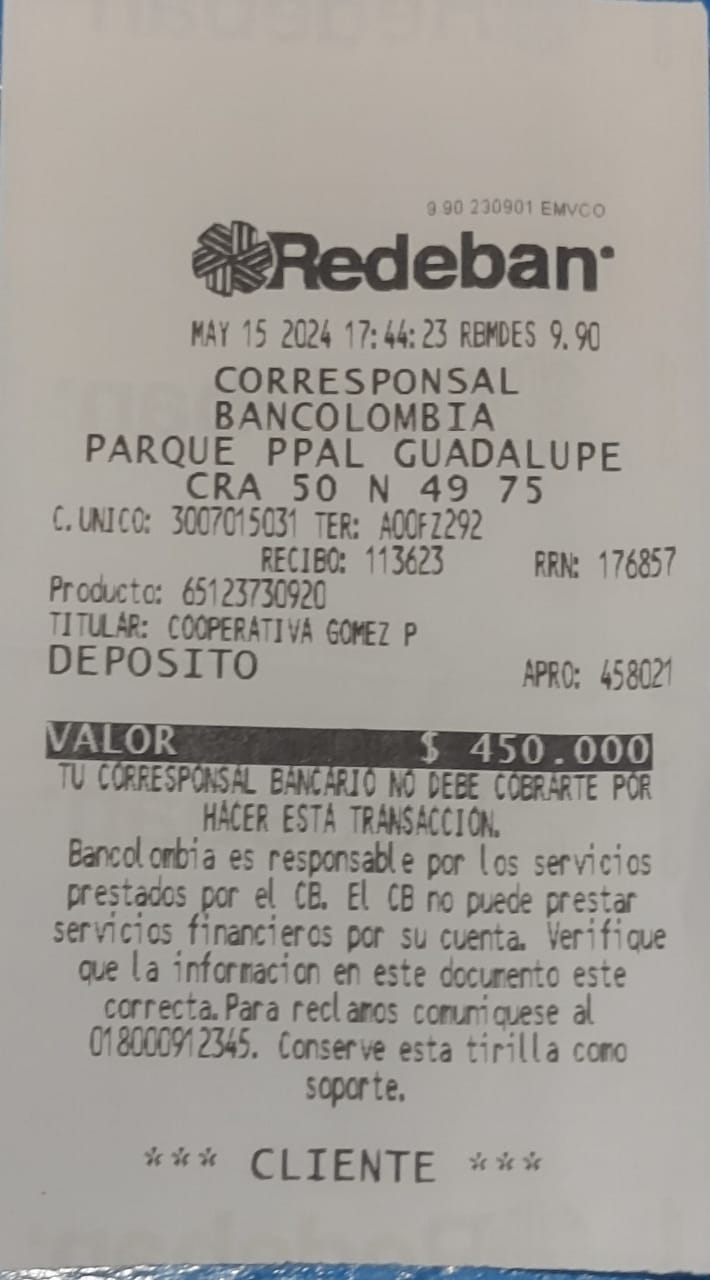 9.90 230901 EMVCO
Redeban
MAY 15 2024 17:44:23 RBMDES 9.90
CORRESPONSAL
BANCOLOMBIA
PARQUE PPAL GUADALUPE
CRA 50 N 49 75
C. UNICO: 3007015031 TER: A00FZ292
RECIBO: 113623 RRN: 176857
Producto: 65123730920
TITULAR: COOPERATIVA GOMEZ P
DEPOSITO APRO: 458021
VALOR $ 450.000
TU CORRESPONSAL BANCARIO NO DEBE COBRARTE POR
HACER ESTA TRANSACCIÓN.
Bancolombia es responsable por los servicios
prestados por el CB. El CB no puede prestar
servicios financieros por su cuenta. Verifique
que la informacion en este documento este
correcta. Para reclamos comuniquese al
018000912345. Conserve esta tirilla como
soporte.
*** CLIENTE ***